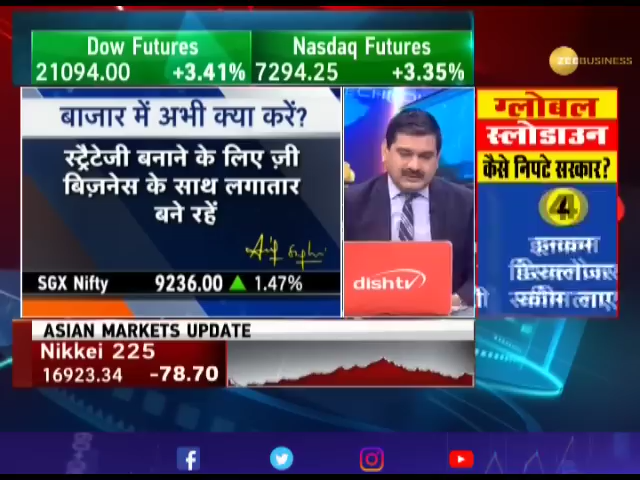 Dow Futures
21094.00 +3.41%
Nasdaq Futures
7294.25 +3.35%
ZEEBUSINESS
बाजार में अभी क्या करें?
स्ट्रैटेजी बनाने के लिए ज़ी
बिज़नेस के साथ लगातार
बने रहें
SGX Nifty 9236.00 1.47%
dishtv
ग्लोबल
स्लोडाउन
कैसे निपटे सरकार?
4
इनकम
डिस्क्लोजर
स्कीम लाए
ASIAN MARKETS UPDATE
Nikkei 225
16923.34 -78.70